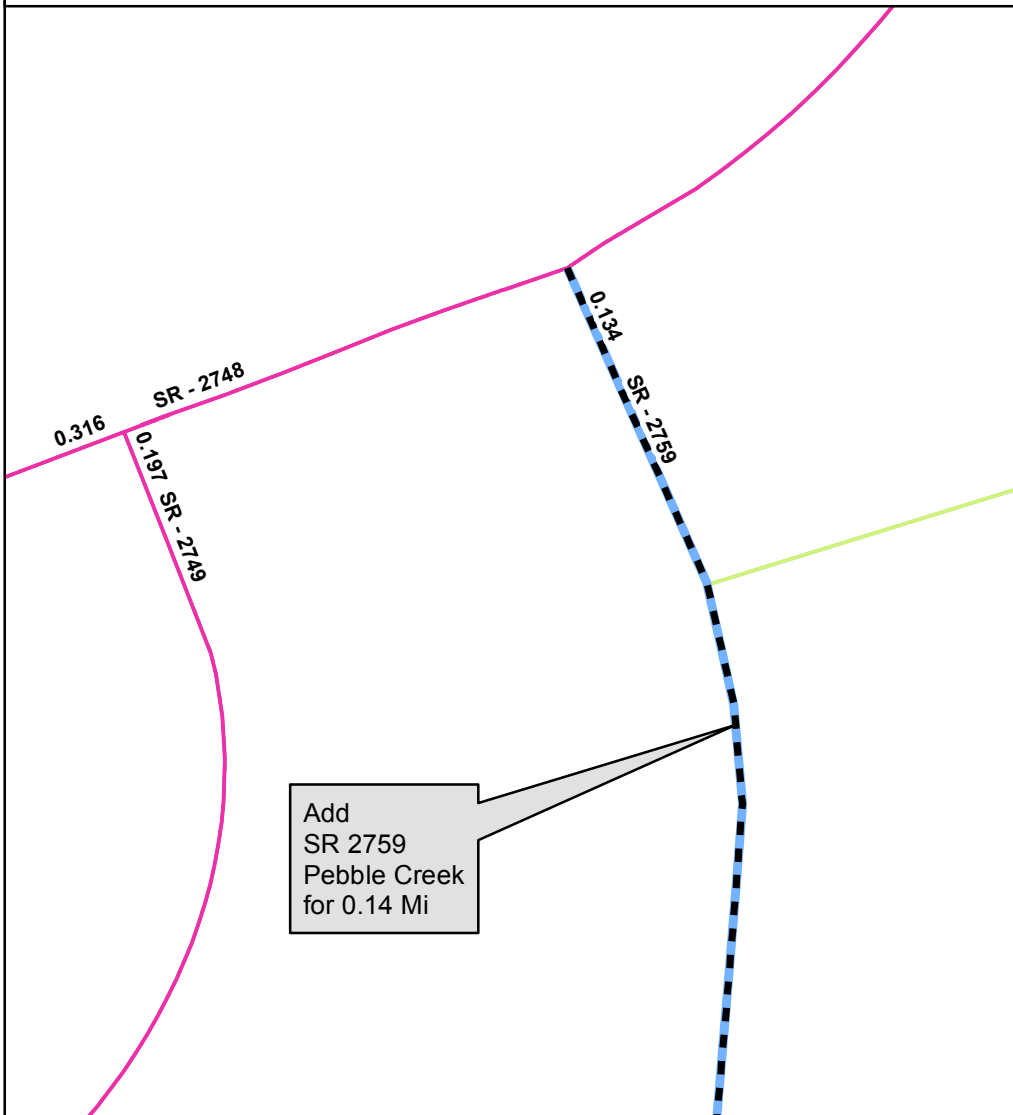 0.134
SR - 2759
SR - 2748
0.316
0.197 SR - 2749
Add
SR 2759
Pebble Creek
for 0.14 Mi